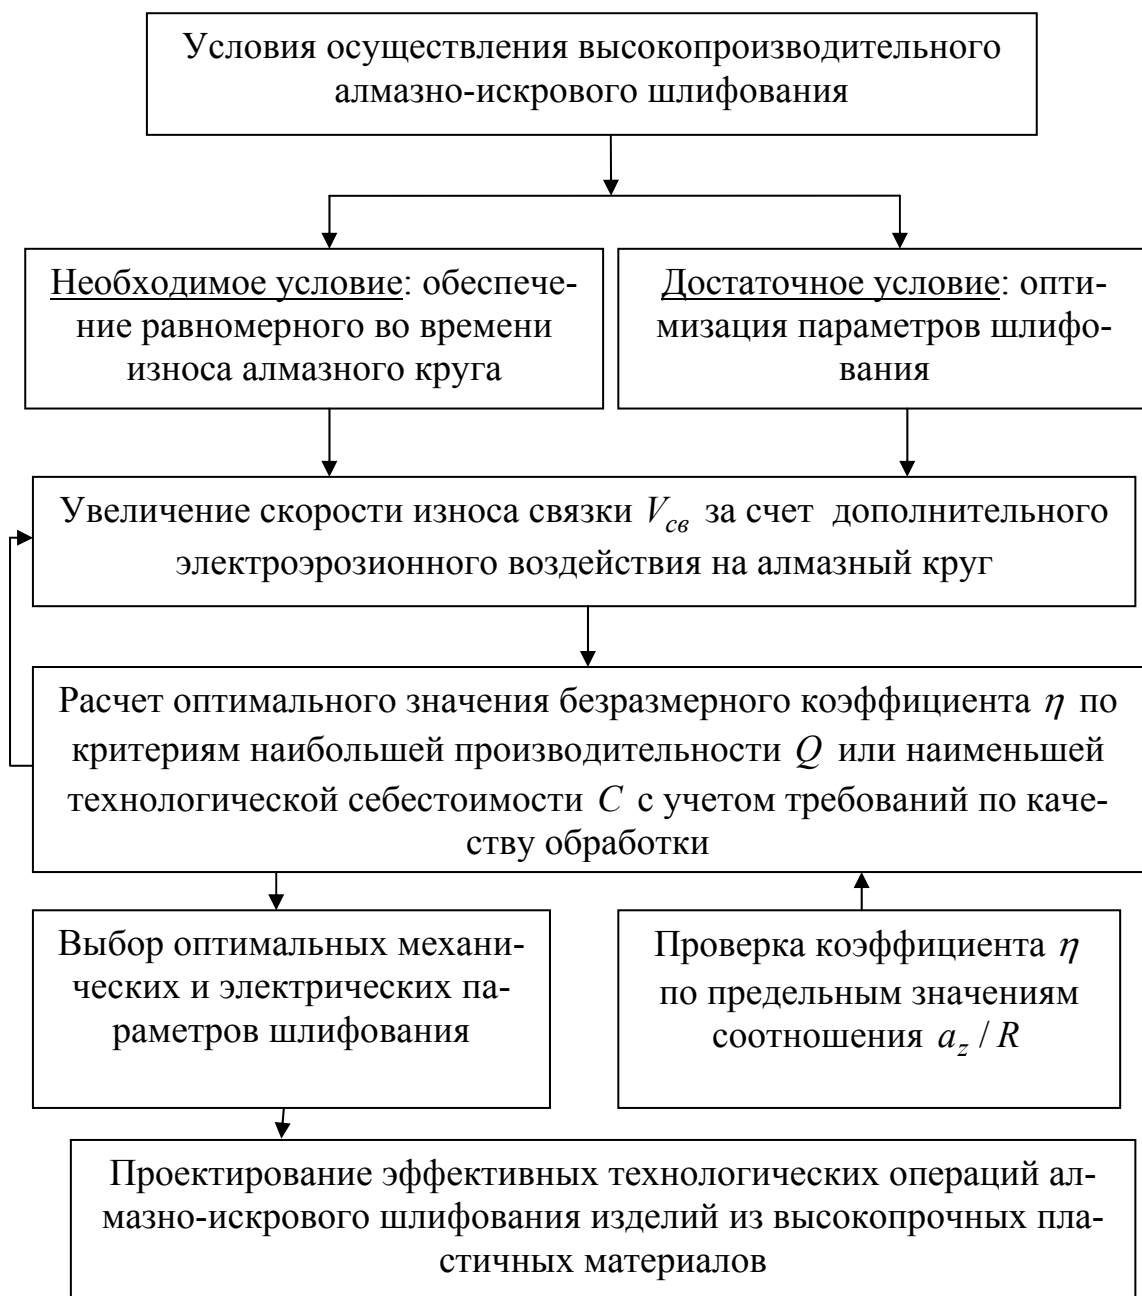 Условия осуществления высокопроизводительного
алмазно-искрового шлифования
Необходимое условие: обеспече-
ние равномерного во времени
износа алмазного круга
Достаточное условие: опти-
мизация параметров шлифо-
вания
Увеличение скорости износа связки V_св за счет дополнительного
электроэрозионного воздействия на алмазный круг
Расчет оптимального значения безразмерного коэффициента η по
критериям наибольшей производительности Q или наименьшей
технологической себестоимости C с учетом требований по каче-
ству обработки
Выбор оптимальных механи-
ческих и электрических па-
раметров шлифования
Проверка коэффициента η
по предельным значениям
соотношения a_z / R
Проектирование эффективных технологических операций ал-
мазно-искрового шлифования изделий из высокопрочных пла-
стичных материалов